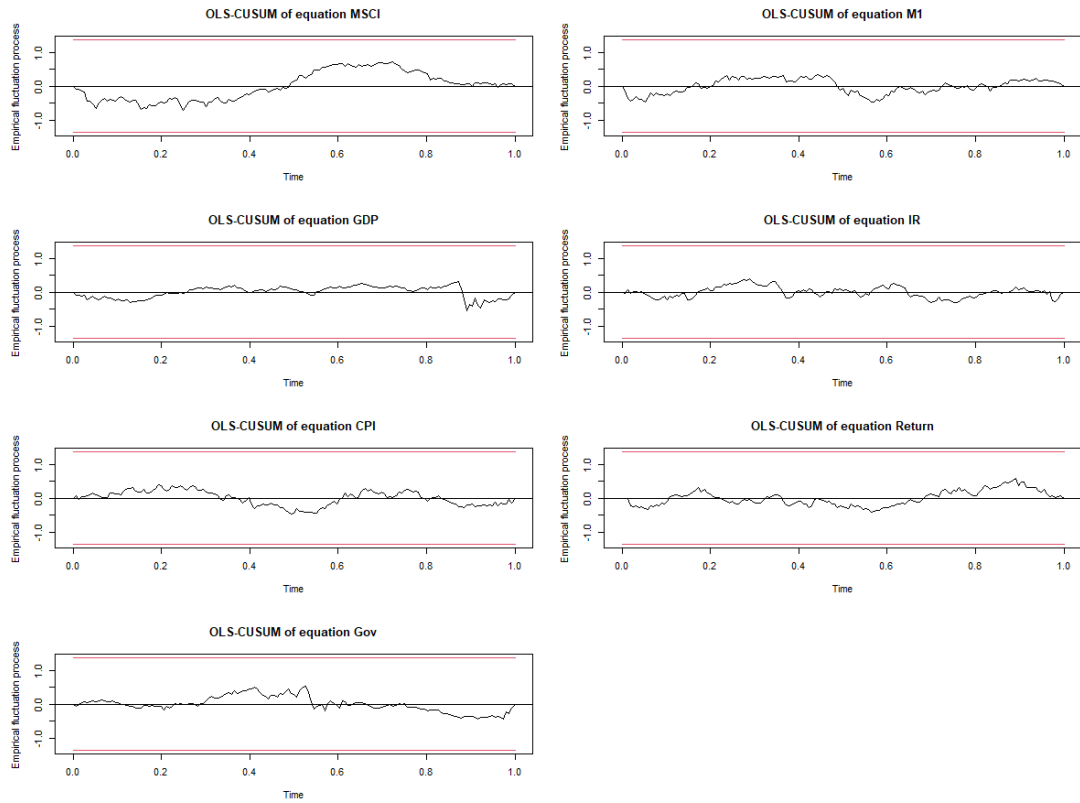 OLS-CUSUM of equation MSCI
Empirical fluctuation process
1.0
0.0
-1.0
0.0 0.2 0.4 0.6 0.8 1.0
Time
OLS-CUSUM of equation M1
Empirical fluctuation process
1.0
0.0
-1.0
0.0 0.2 0.4 0.6 0.8 1.0
Time
OLS-CUSUM of equation GDP
Empirical fluctuation process
1.0
0.0
-1.0
0.0 0.2 0.4 0.6 0.8 1.0
Time
OLS-CUSUM of equation IR
Empirical fluctuation process
1.0
0.0
-1.0
0.0 0.2 0.4 0.6 0.8 1.0
Time
OLS-CUSUM of equation CPI
Empirical fluctuation process
1.0
0.0
-1.0
0.0 0.2 0.4 0.6 0.8 1.0
Time
OLS-CUSUM of equation Return
Empirical fluctuation process
1.0
0.0
-1.0
0.0 0.2 0.4 0.6 0.8 1.0
Time
OLS-CUSUM of equation Gov
Empirical fluctuation process
1.0
0.0
-1.0
0.0 0.2 0.4 0.6 0.8 1.0
Time